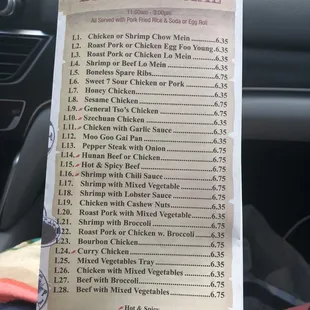 11:00am - 3:00pm
All Served with Pork Fried Rice & Soda or Egg Roll
L1. Chicken or Shrimp Chow Mein 6.35
L2. Roast Pork or Chicken Egg Foo Young 6.35
L3. Roast Pork or Chicken Lo Mein 6.35
L4. Shrimp or Beef Lo Mein 6.35
L5. Boneless Spare Ribs 6.75
L6. Sweet & Sour Chicken or Pork 6.75
L7. Honey Chicken 6.75
L8. Sesame Chicken 6.75
L9. General Tso's Chicken 6.75
L10. Szechuan Chicken 6.35
L11. Chicken with Garlic Sauce 6.35
L12. Moo Goo Gai Pan 6.35
L13. Pepper Steak with Onion 6.35
L14. Hunan Beef or Chicken 6.75
L15. Hot & Spicy Beef 6.75
L16. Shrimp with Chili Sauce 6.35
L17. Shrimp with Mixed Vegetable 6.35
L18. Shrimp with Lobster Sauce 6.35
L19. Chicken with Cashew Nuts 6.35
L20. Roast Pork with Mixed Vegetable 6.35
L21. Shrimp with Broccoli 6.35
L22. Roast Pork or Chicken w. Broccoli 6.35
L23. Bourbon Chicken 6.75
L24. Curry Chicken 6.35
L25. Mixed Vegetables Tray 6.35
L26. Chicken with Mixed Vegetables 6.35
L27. Beef with Broccoli 6.75
L28. Beef with Mixed Vegetables 6.75
Hot & Spicy